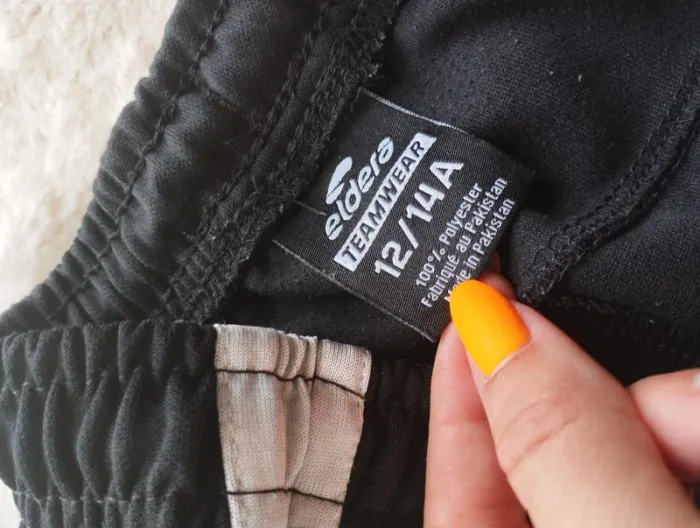 eldera
TEAMWEAR
12/14A
100% Polyester
Fabriqué au Pakistan
Made in Pakistan